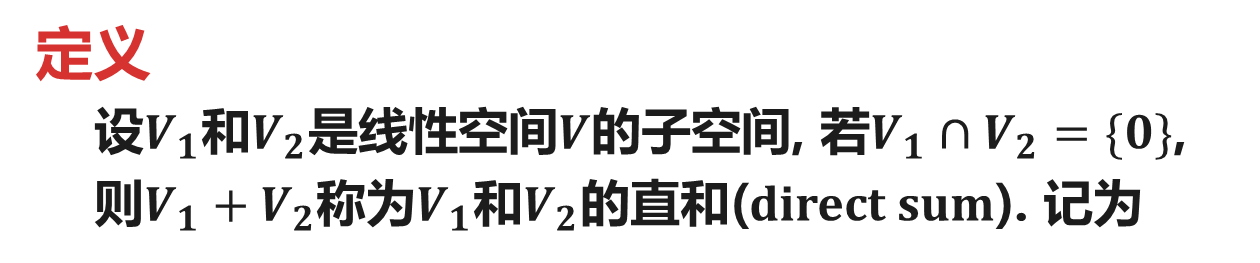 定义
设V₁和V₂是线性空间V的子空间, 若V₁ ∩ V₂ = {0},
则V₁ + V₂称为V₁和V₂的直和(direct sum). 记为